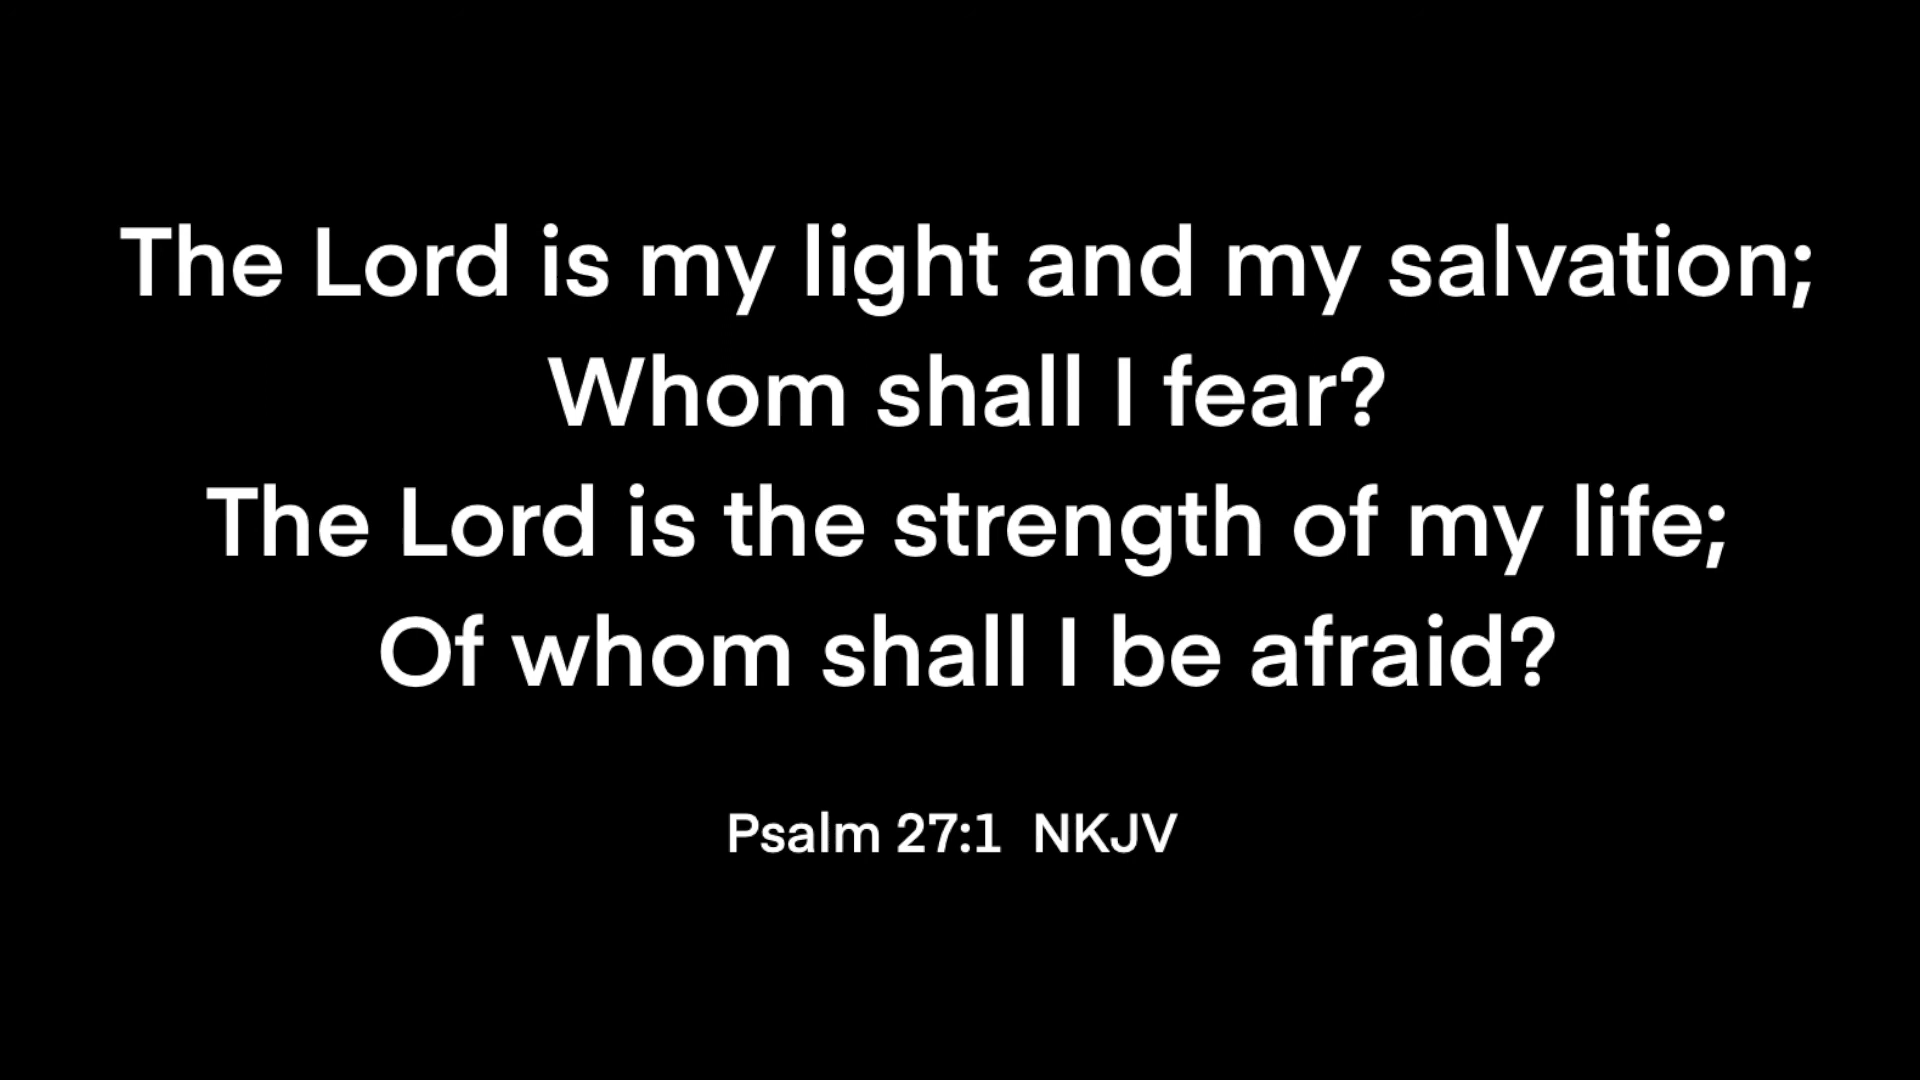 The Lord is my light and my salvation;
Whom shall I fear?
The Lord is the strength of my life;
Of whom shall I be afraid?
Psalm 27:1 NKJV